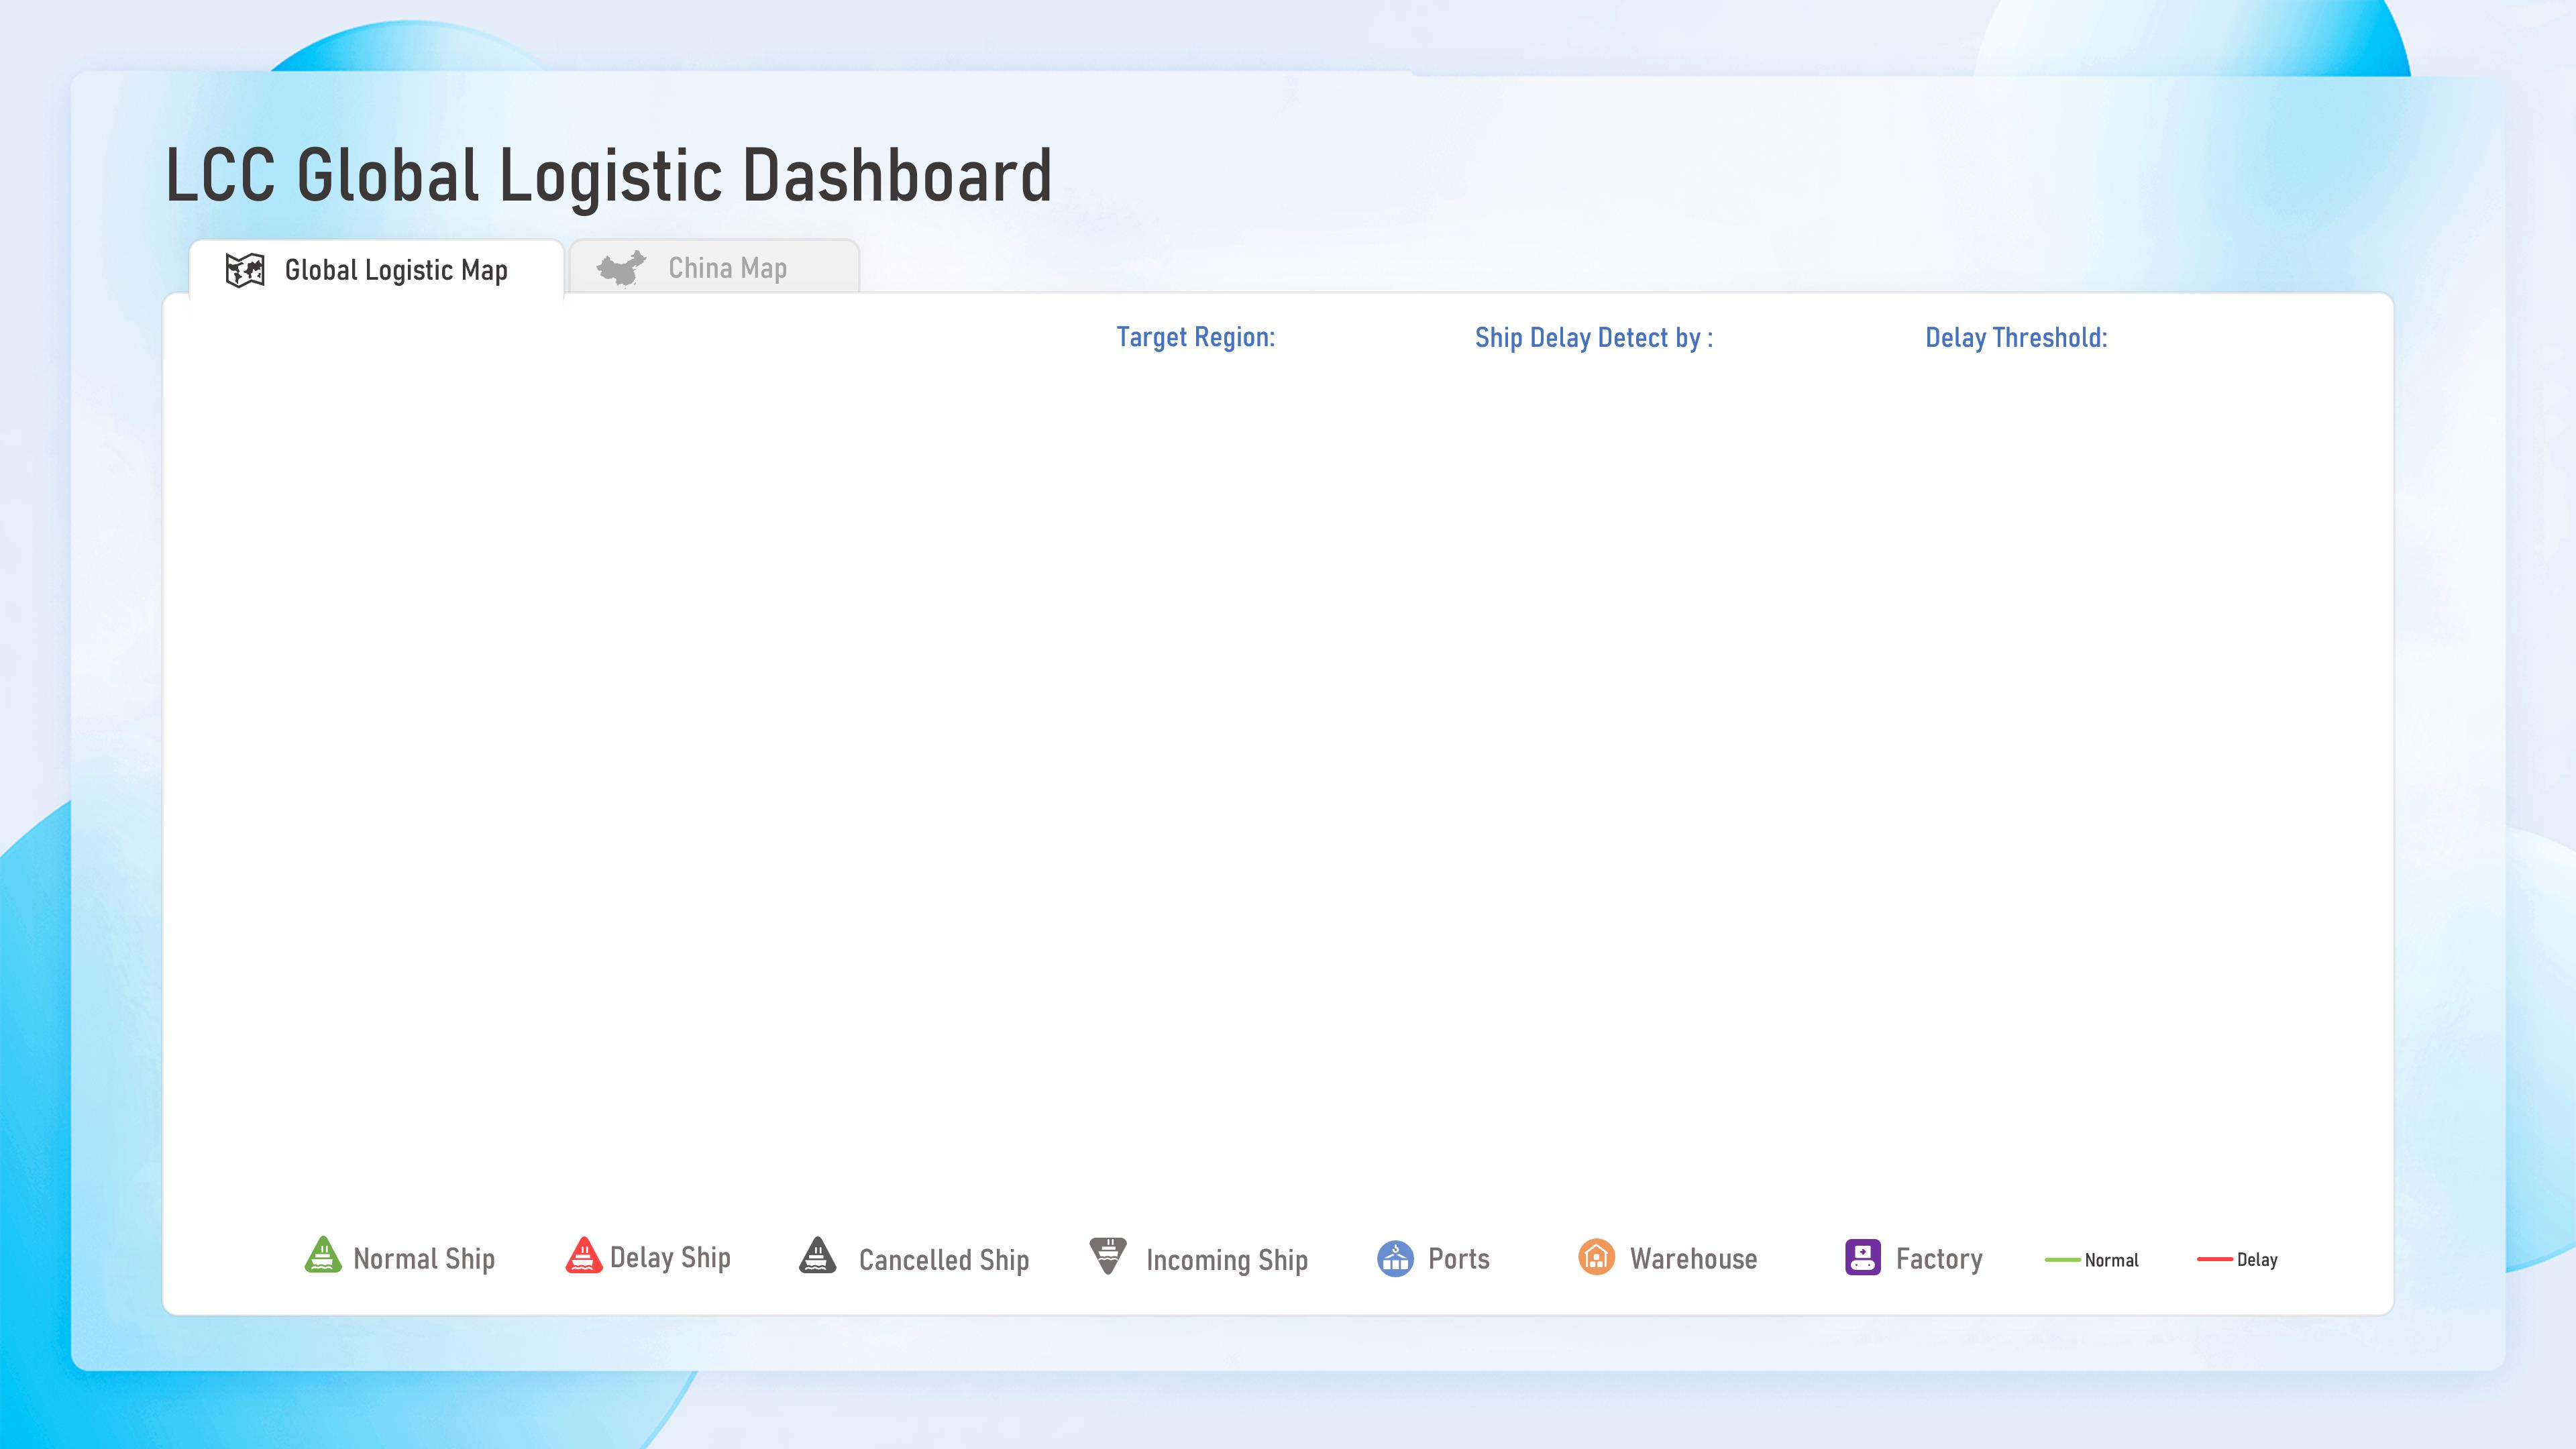 LCC Global Logistic Dashboard
Global Logistic Map
China Map
Target Region:
Ship Delay Detect by :
Delay Threshold:
Normal Ship
Delay Ship
Cancelled Ship
Incoming Ship
Ports
Warehouse
Factory
Normal
Delay